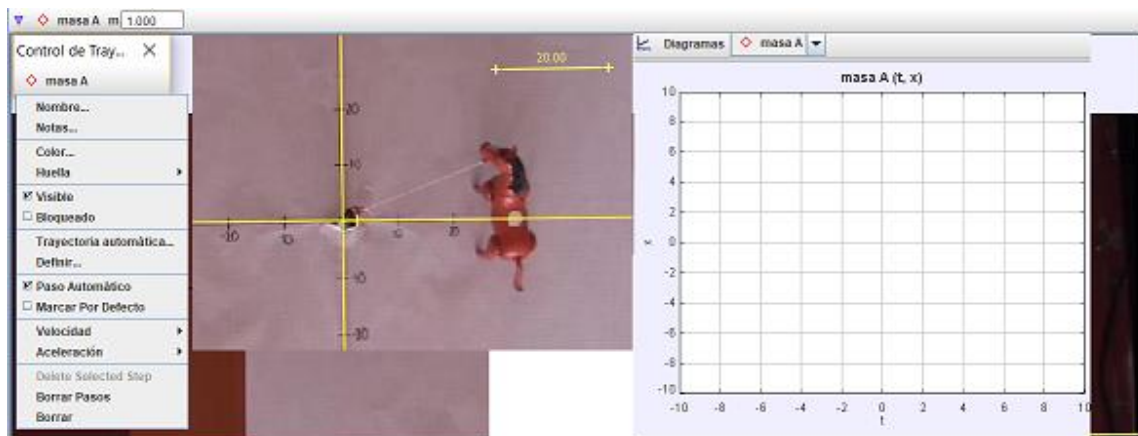 masa A m 1.000
Control de Tray...
masa A
Nombre...
Notas...
Color...
Huella
Visible
Bloqueado
Trayectoria automática...
Definir...
Paso Automático
Marcar Por Defecto
Velocidad
Aceleración
Delete Selected Step
Borrar Pasos
Borrar
20.00
20
10
-20 10 10 20
-10
-20
Diagramas masa A
masa A (t, x)
10
8
6
4
2
0
-2
-4
-6
-8
-10
x
-10 -8 -6 -4 -2 0 2 4 6 8 10
t